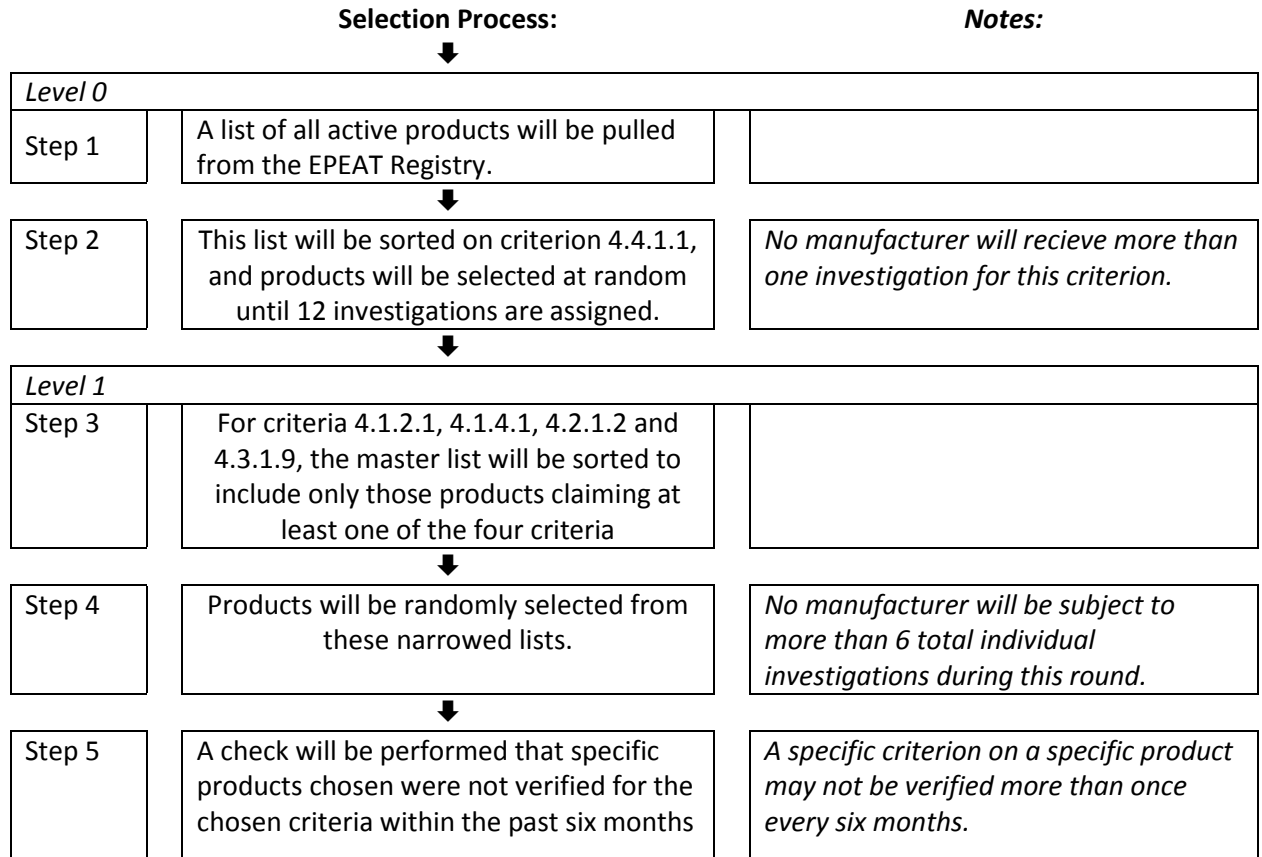 Selection Process:
Notes:
Level 0
Step 1
A list of all active products will be pulled
from the EPEAT Registry.
Step 2
This list will be sorted on criterion 4.4.1.1,
and products will be selected at random
until 12 investigations are assigned.
No manufacturer will recieve more than
one investigation for this criterion.
Level 1
Step 3
For criteria 4.1.2.1, 4.1.4.1, 4.2.1.2 and
4.3.1.9, the master list will be sorted to
include only those products claiming at
least one of the four criteria
Step 4
Products will be randomly selected from
these narrowed lists.
No manufacturer will be subject to
more than 6 total individual
investigations during this round.
Step 5
A check will be performed that specific
products chosen were not verified for the
chosen criteria within the past six months
A specific criterion on a specific product
may not be verified more than once
every six months.